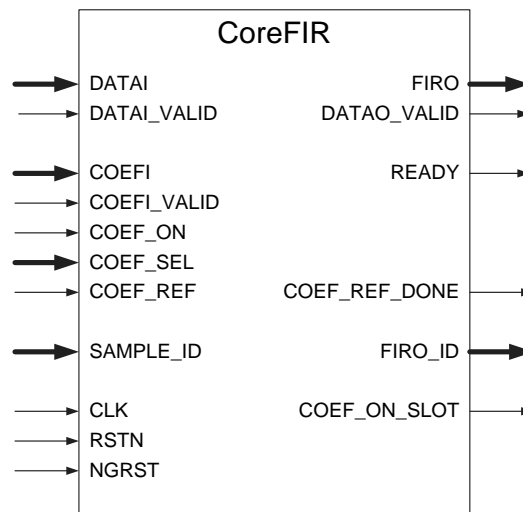 CoreFIR
DATAI FIRO
DATAI_VALID DATAO_VALID
COEFI READY
COEFI_VALID
COEF_ON
COEF_SEL
COEF_REF COEF_REF_DONE
SAMPLE_ID FIRO_ID
CLK COEF_ON_SLOT
RSTN
NGRST